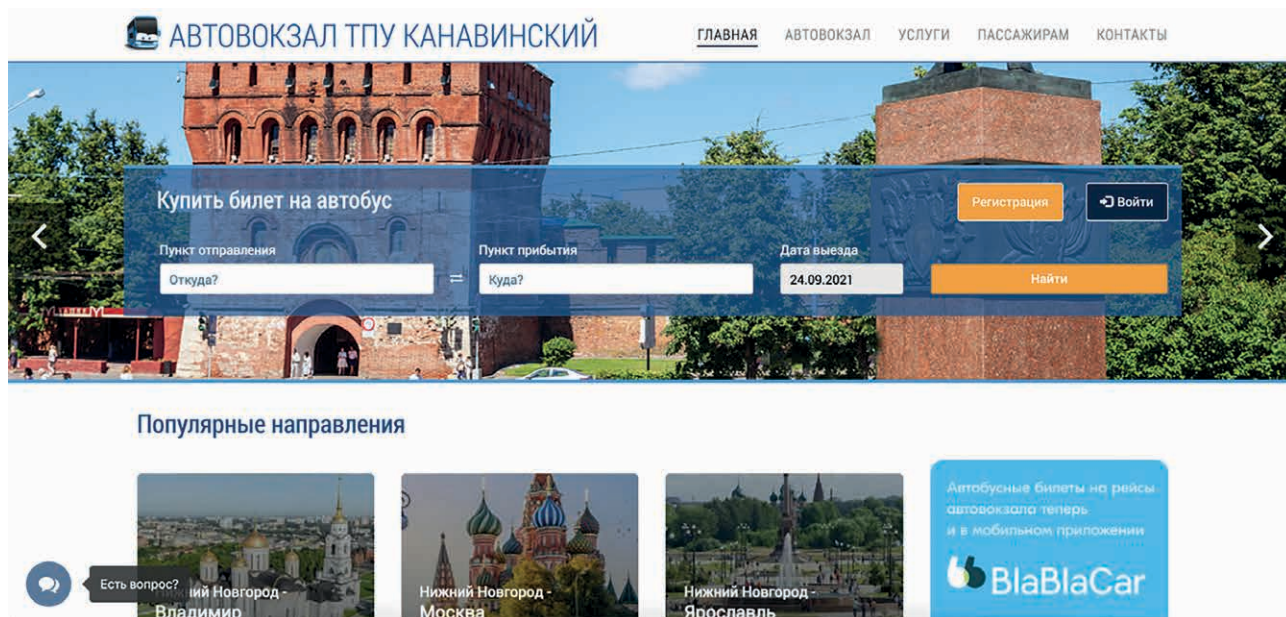 АВТОВОКЗАЛ ТПУ КАНАВИНСКИЙ
ГЛАВНАЯ АВТОВОКЗАЛ УСЛУГИ ПАССАЖИРАМ КОНТАКТЫ
Купить билет на автобус
Регистрация
Войти
Пункт отправления
Пункт прибытия
Дата выезда
Откуда?
Куда?
24.09.2021
Найти
Популярные направления
Нижний Новгород -
Владимир
Нижний Новгород -
Москва
Нижний Новгород -
Ярославль
Автобусные билеты на рейсы
автовокзала теперь
и в мобильном приложении
BlaBlaCar
Есть вопрос?